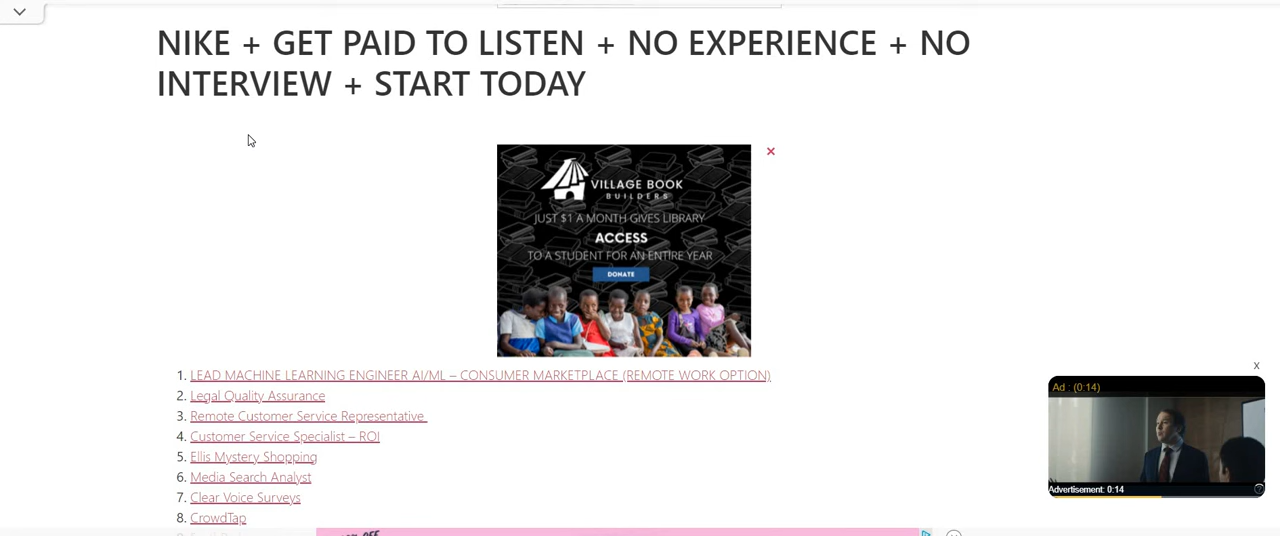 NIKE + GET PAID TO LISTEN + NO EXPERIENCE + NO
INTERVIEW + START TODAY
VILLAGE BOOK
BUILDERS
JUST $1 A MONTH GIVES LIBRARY
ACCESS
TO A STUDENT FOR AN ENTIRE YEAR
DONATE
1. LEAD MACHINE LEARNING ENGINEER AI/ML – CONSUMER MARKETPLACE (REMOTE WORK OPTION)
2. Legal Quality Assurance
3. Remote Customer Service Representative
4. Customer Service Specialist – ROI
5. Ellis Mystery Shopping
6. Media Search Analyst
7. Clear Voice Surveys
8. CrowdTap
X
Ad : (0:14)
Advertisement: 0:14